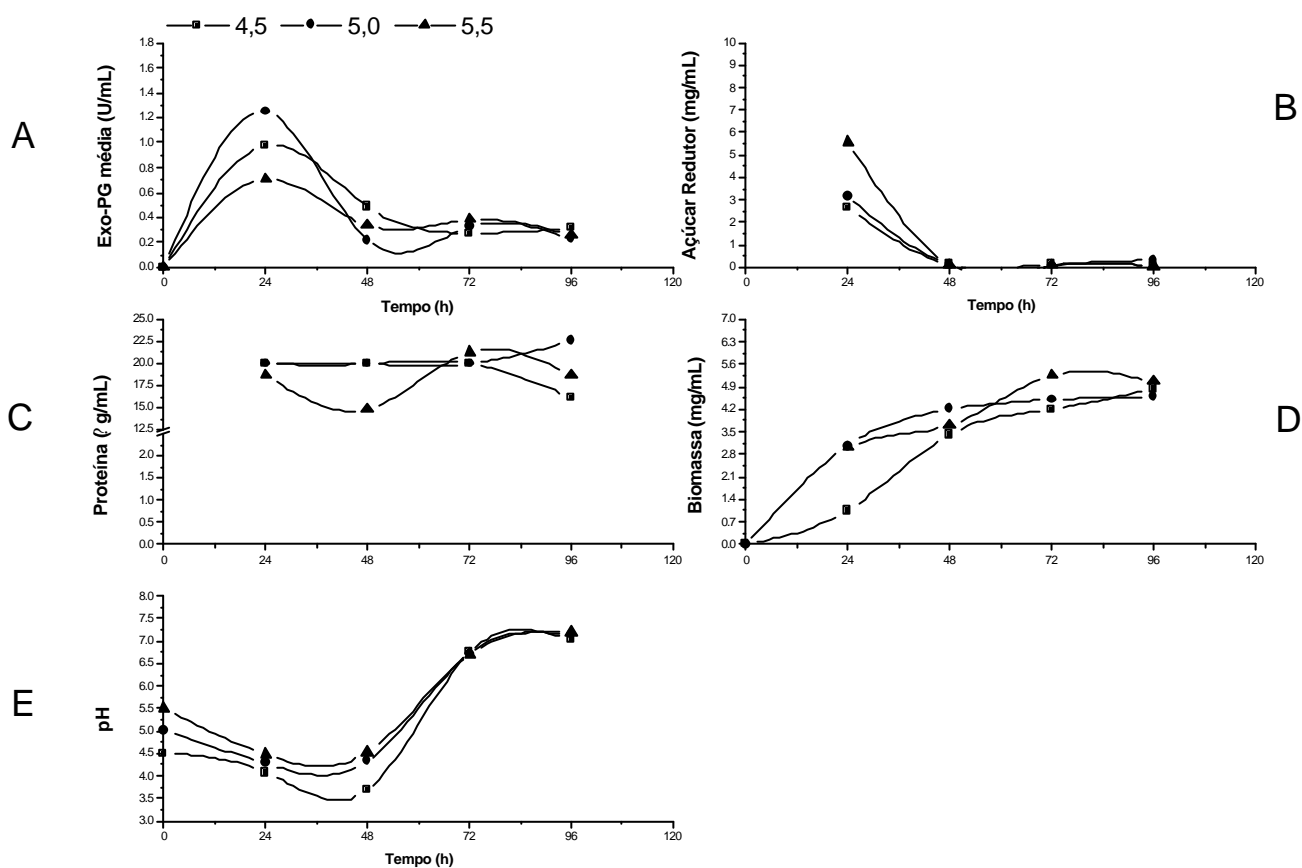 4,5 5,0 5,5
A
Exo-PG média (U/mL)
1.8
1.6
1.4
1.2
1.0
0.8
0.6
0.4
0.2
0.0
0 24 48 72 96 120
Tempo (h)
B
Açúcar Redutor (mg/mL)
10
9
8
7
6
5
4
3
2
1
0
0 24 48 72 96 120
Tempo (h)
C
Proteína (? g/mL)
25.0
22.5
20.0
17.5
15.0
12.5
2.0
1.5
1.0
0.5
0.0
0 24 48 72 96 120
D
Biomassa (mg/mL)
7.0
6.3
5.6
4.9
4.2
3.5
2.8
2.1
1.4
0.7
0.0
0 24 48 72 96 120
E
pH
8.0
7.5
7.0
6.5
6.0
5.5
5.0
4.5
4.0
3.5
3.0
0 24 48 72 96 120
Tempo (h)